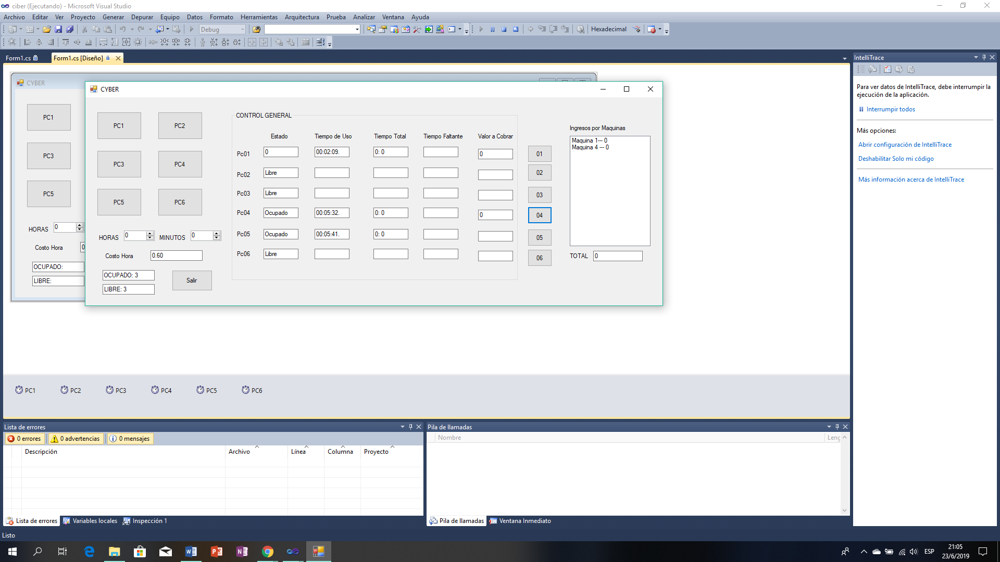 ciber (Ejecutando) - Microsoft Visual Studio
Archivo Editar Ver Proyecto Generar Depurar Equipo Datos Formato Herramientas Arquitectura Prueba Analizar Ventana Ayuda
Debug
Hexadecimal
Form1.cs
Form1.cs [Diseño]
CYBER
PC1
PC3
PC5
HORAS 0
Costo Hora 0
OCUPADO:
LIBRE:
CYBER
PC1 PC2
PC3 PC4
PC5 PC6
HORAS 0 MINUTOS 0
Costo Hora 0.60
OCUPADO: 3
LIBRE: 3
Salir
CONTROL GENERAL
Estado Tiempo de Uso Tiempo Total Tiempo Faltante Valor a Cobrar
Pc01 0 00:02:09. 0: 0 0
Pc02 Libre
Pc03 Libre
Pc04 Ocupado 00:05:32. 0: 0 0
Pc05 Ocupado 00:05:41. 0: 0
Pc06 Libre
01
02
03
04
05
06
Ingresos por Maquinas
Maquina 1--- 0
Maquina 4 --- 0
TOTAL 0
IntelliTrace
Para ver datos de IntelliTrace, debe interrumpir la
ejecución de la aplicación.
Interrumpir todos
Más opciones:
Abrir configuración de IntelliTrace
Deshabilitar Solo mi código
Más información acerca de IntelliTrace
PC1 PC2 PC3 PC4 PC5 PC6
Lista de errores
0 errores 0 advertencias 0 mensajes
Descripción Archivo Línea Columna Proyecto
Lista de errores Variables locales Inspección 1
Pila de llamadas
Nombre Leng
Pila de llamadas Ventana Inmediato
Listo
ESP
21:05
23/6/2019